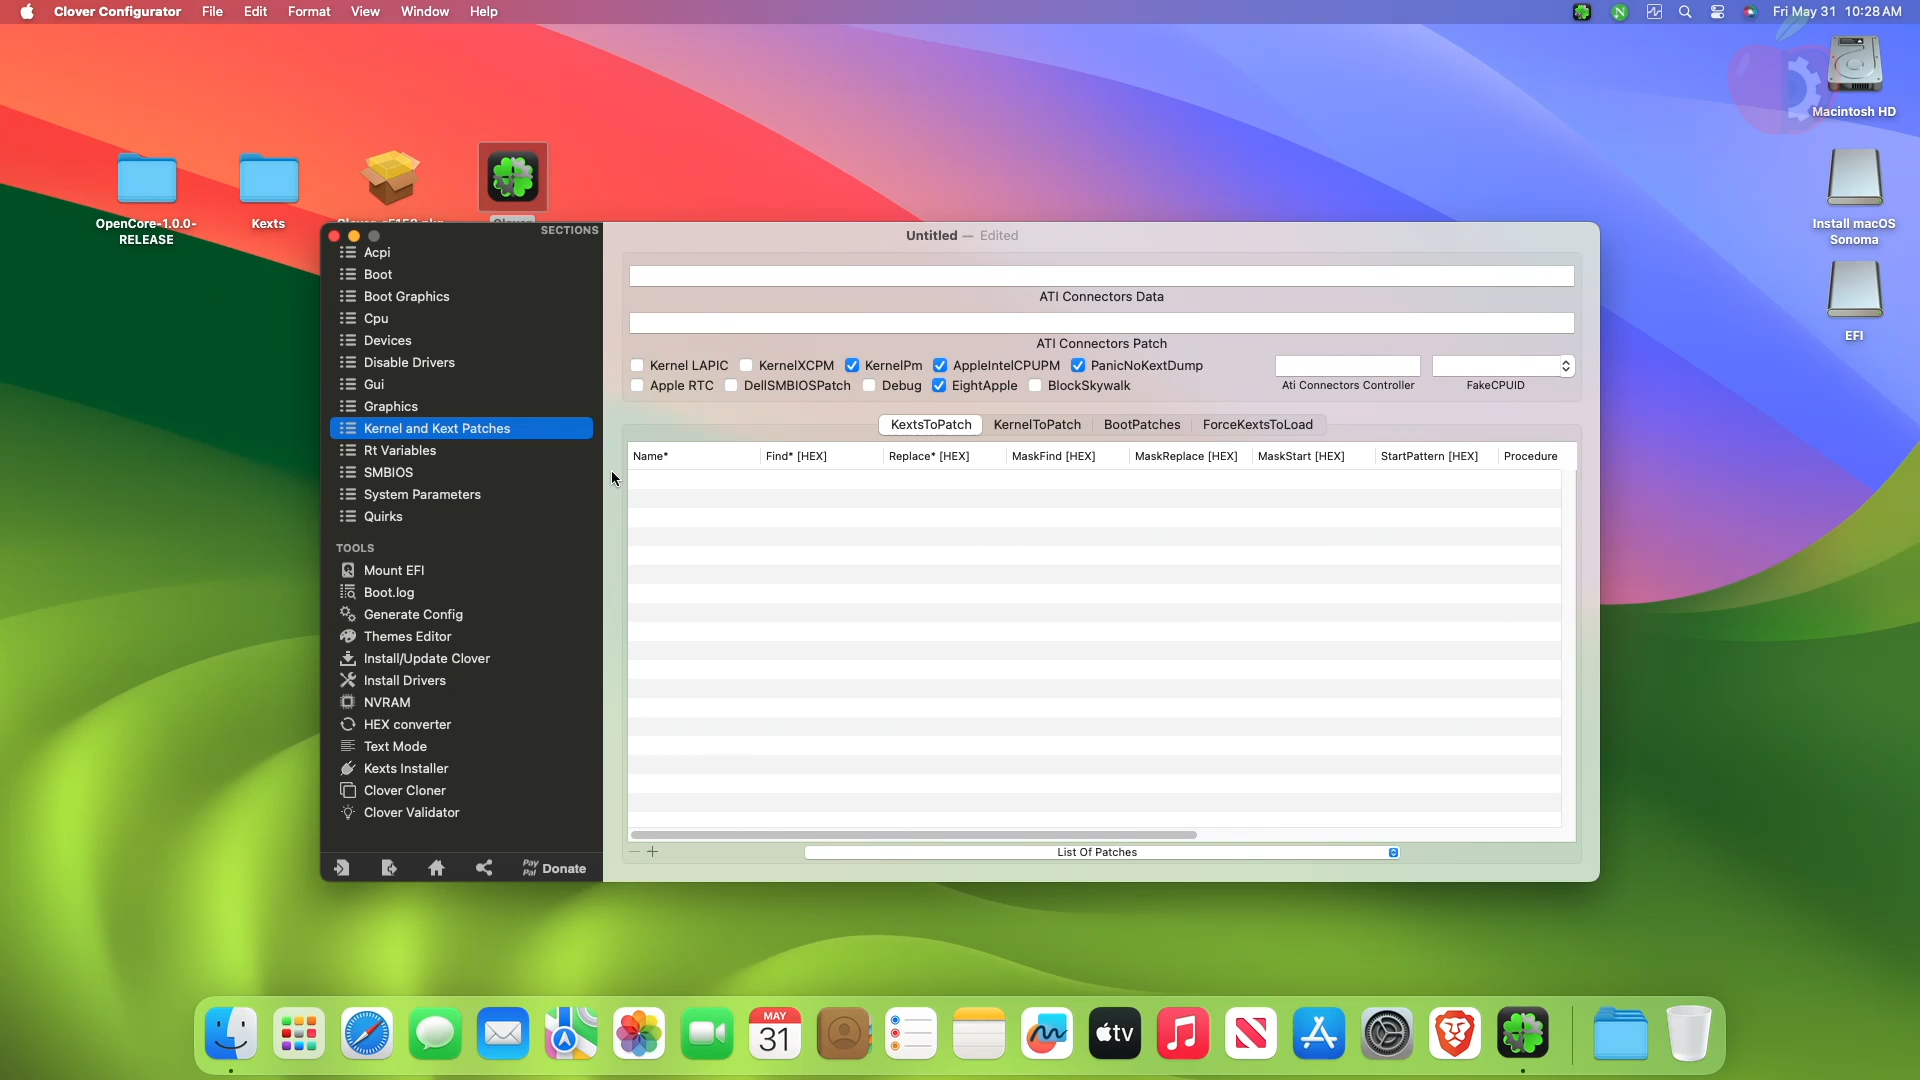 Clover Configurator File Edit Format View Window Help Fri May 31 10:28 AM
Macintosh HD
OpenCore-1.0.0-
RELEASE
Kexts
Install macOS
Sonoma
EFI
SECTIONS
Acpi
Boot
Boot Graphics
Cpu
Devices
Disable Drivers
Gui
Graphics
Kernel and Kext Patches
Rt Variables
SMBIOS
System Parameters
Quirks
TOOLS
Mount EFI
Boot.log
Generate Config
Themes Editor
Install/Update Clover
Install Drivers
NVRAM
HEX converter
Text Mode
Kexts Installer
Clover Cloner
Clover Validator
Pay
Pal Donate
Untitled — Edited
ATI Connectors Data
ATI Connectors Patch
Kernel LAPIC KernelXCPM KernelPm AppleIntelCPUPM PanicNoKextDump
Apple RTC DellSMBIOSPatch Debug EightApple BlockSkywalk Ati Connectors Controller FakeCPUID
KextsToPatch KernelToPatch BootPatches ForceKextsToLoad
Name* Find* [HEX] Replace* [HEX] MaskFind [HEX] MaskReplace [HEX] MaskStart [HEX] StartPattern [HEX] Procedure
− + List Of Patches
MAY
31
tv